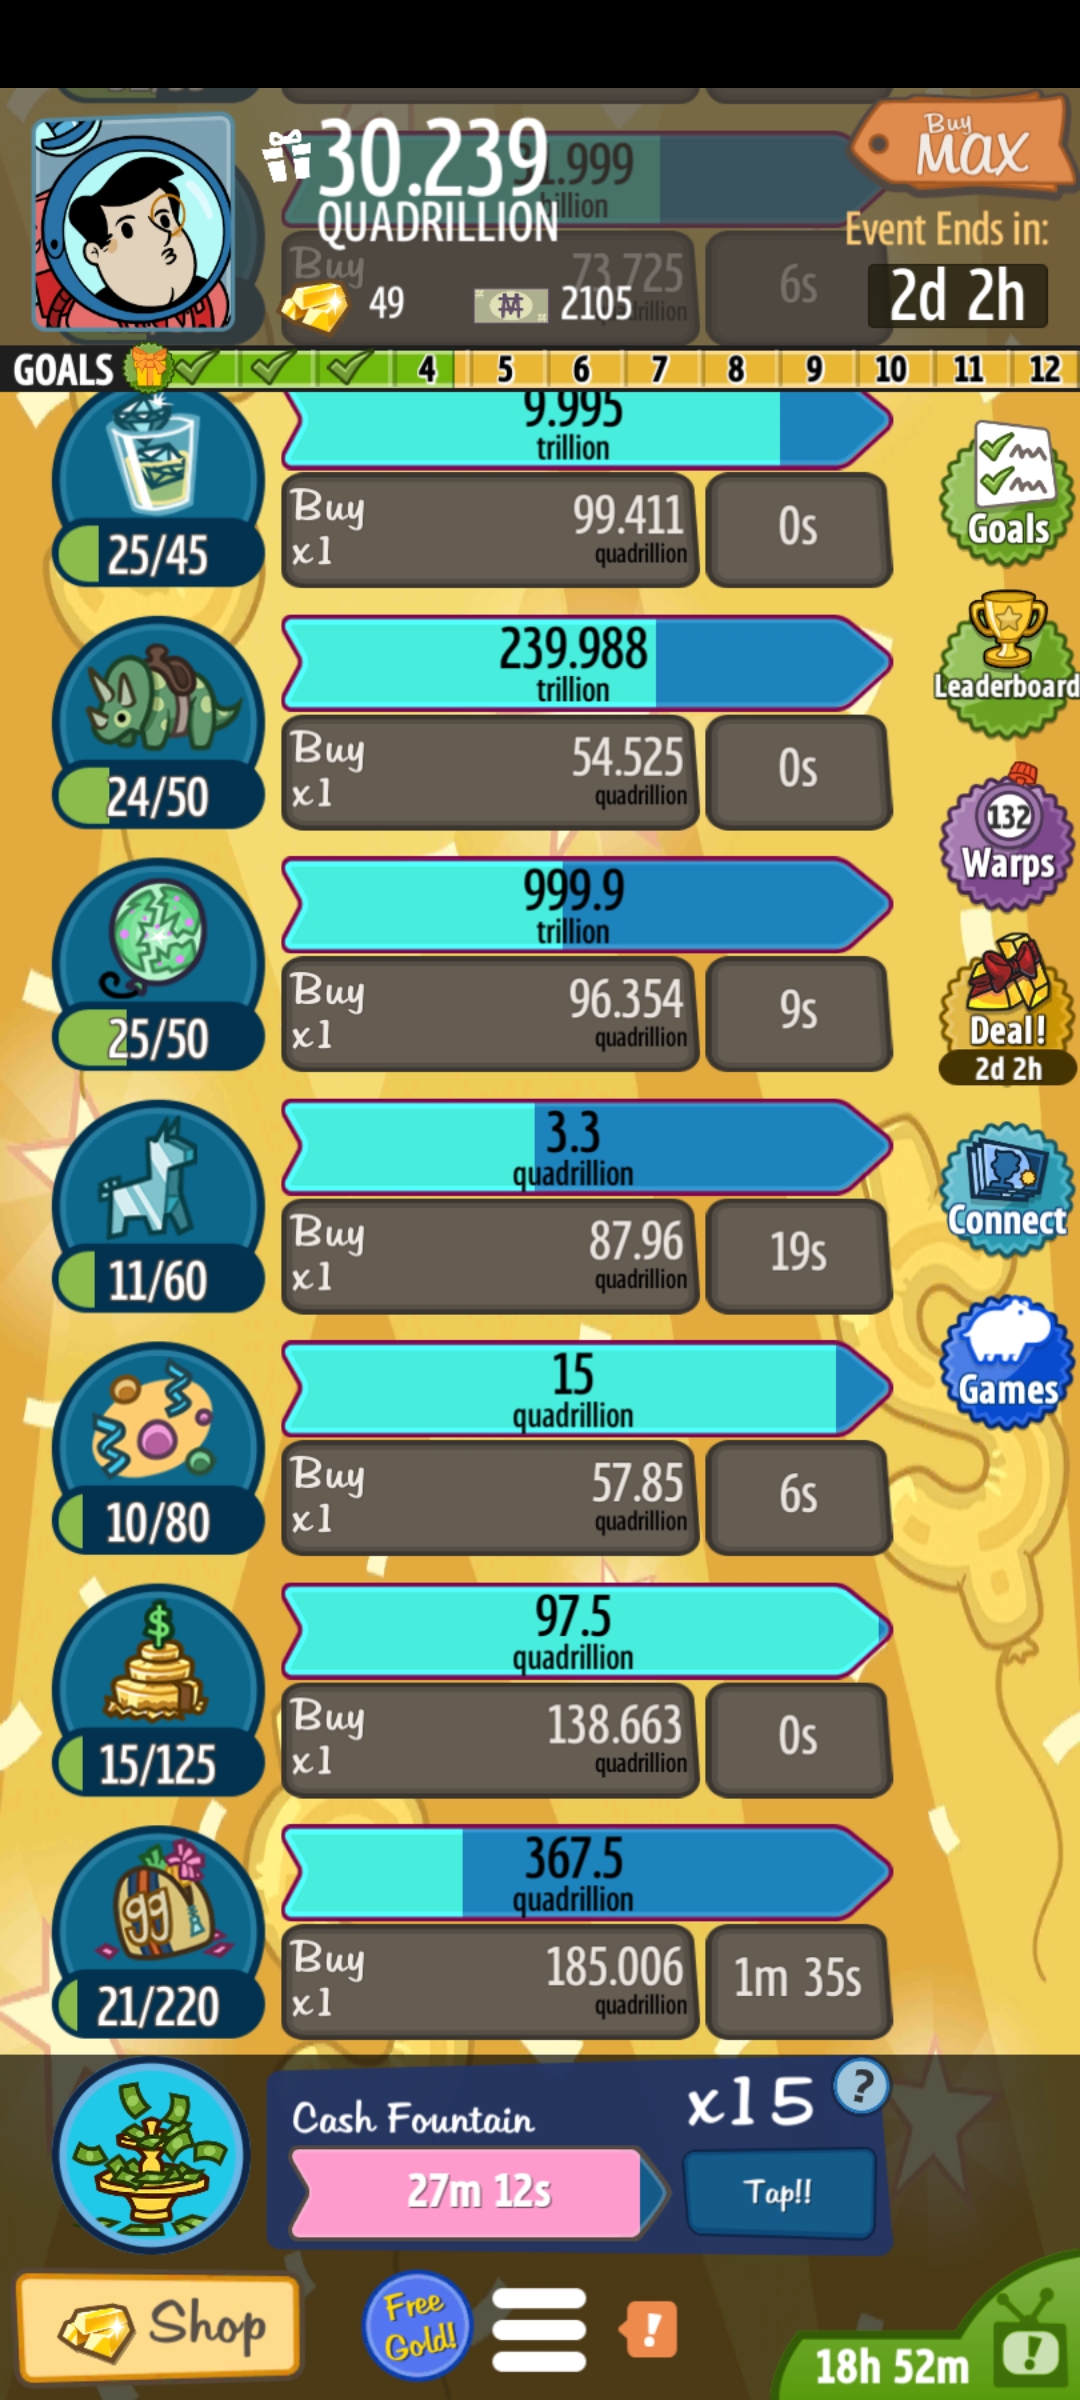 30.239
QUADRILLION
Buy
MAX
Event Ends in:
2d 2h
49
2105
Buy
73.725
6s
GOALS
4
5
6
7
8
9
10
11
12
9.995
trillion
25/45
Buy
x1
99.411
quadrillion
0s
Goals
24/50
239.988
trillion
Buy
x1
54.525
quadrillion
0s
Leaderboard
25/50
999.9
trillion
Buy
x1
96.354
quadrillion
9s
132
Warps
Deal!
2d 2h
11/60
3.3
quadrillion
Buy
x1
87.96
quadrillion
19s
Connect
10/80
15
quadrillion
Buy
x1
57.85
quadrillion
6s
Games
$
15/125
97.5
quadrillion
Buy
x1
138.663
quadrillion
0s
99
21/220
367.5
quadrillion
Buy
x1
185.006
quadrillion
1m 35s
Cash Fountain
x15
?
27m 12s
Tap!!
Shop
Free
Gold!
!
18h 52m
!